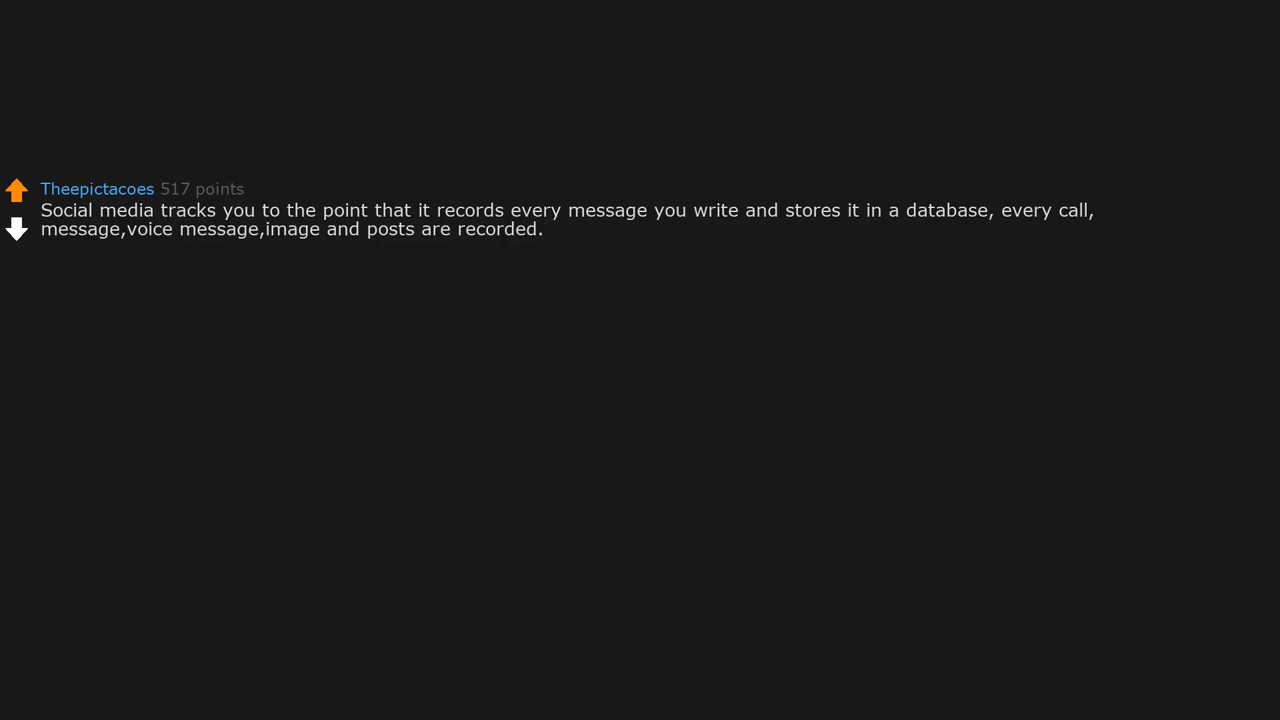 Theepictacoes 517 points
Social media tracks you to the point that it records every message you write and stores it in a database, every call,
message,voice message,image and posts are recorded.